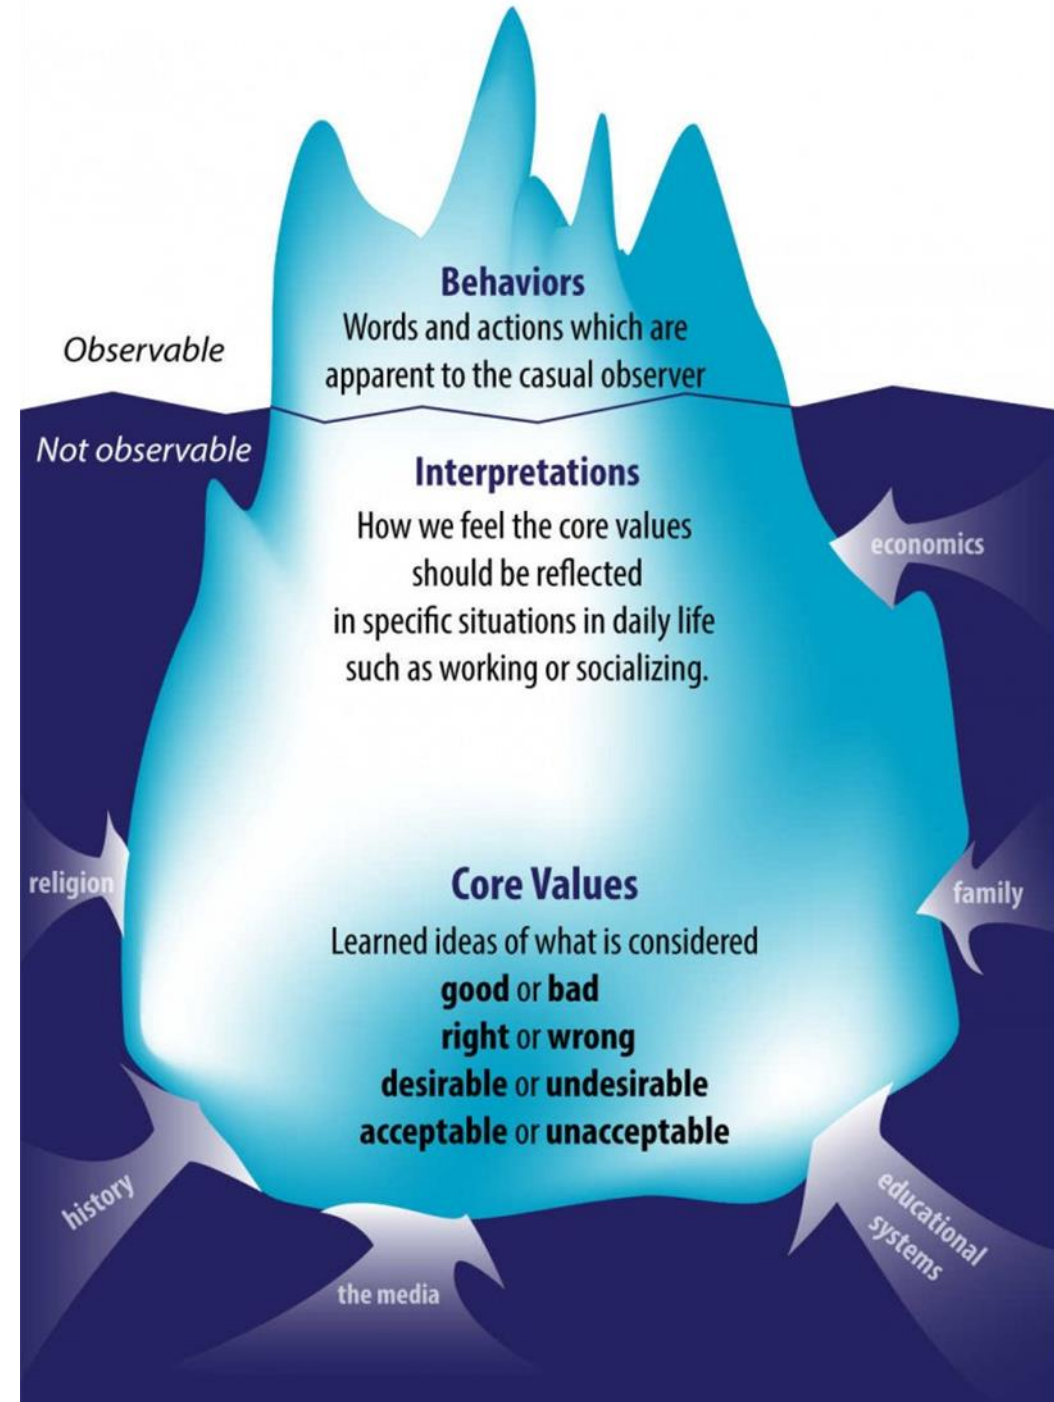 Behaviors
Words and actions which are
apparent to the casual observer
Observable
Not observable
Interpretations
How we feel the core values
should be reflected
in specific situations in daily life
such as working or socializing.
economics
religion
family
Core Values
Learned ideas of what is considered
good or bad
right or wrong
desirable or undesirable
acceptable or unacceptable
history
the media
educational
systems